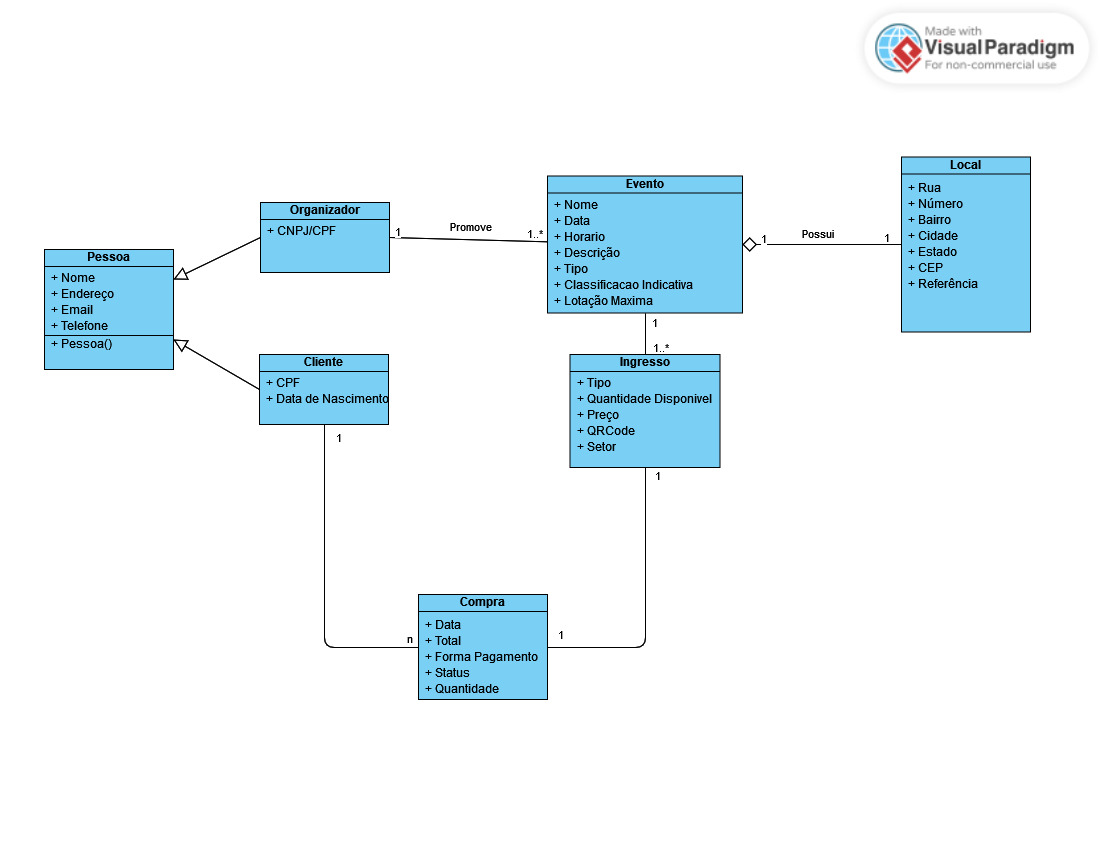 Made with
Visual Paradigm
For non-commercial use
Pessoa
+ Nome
+ Endereço
+ Email
+ Telefone
+ Pessoa()
Organizador
+ CNPJ/CPF
1
Promove
1..*
Evento
+ Nome
+ Data
+ Horario
+ Descrição
+ Tipo
+ Classificacao Indicativa
+ Lotação Maxima
1
Possui
1
Local
+ Rua
+ Número
+ Bairro
+ Cidade
+ Estado
+ CEP
+ Referência
1
1..*
Cliente
+ CPF
+ Data de Nascimento
1
Ingresso
+ Tipo
+ Quantidade Disponivel
+ Preço
+ QRCode
+ Setor
1
n
Compra
+ Data
+ Total
+ Forma Pagamento
+ Status
+ Quantidade
1